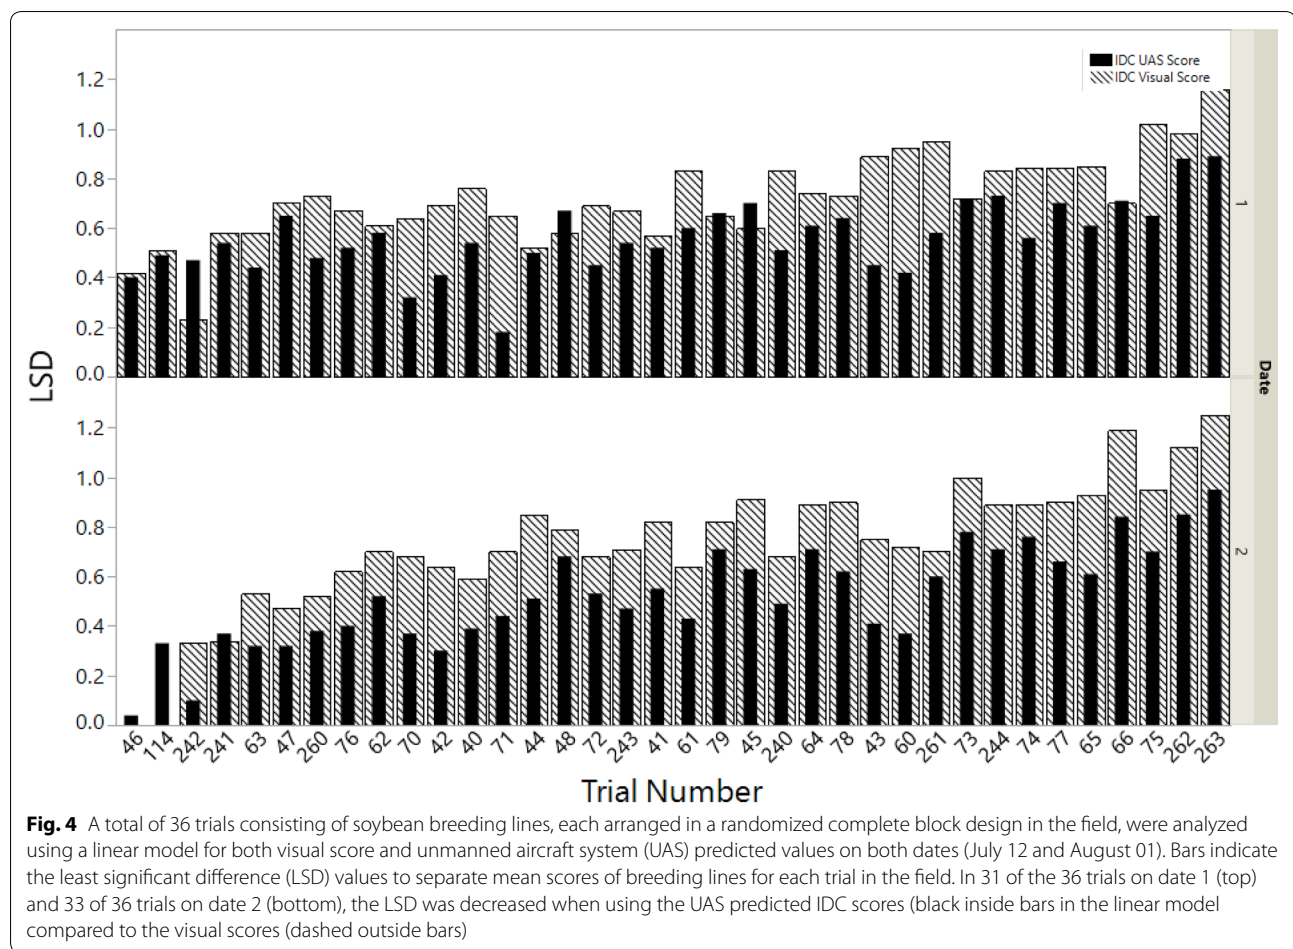 IDC UAS Score
IDC Visual Score
1.2
1.0
0.8
0.6
0.4
0.2
0.0
1
LSD
Date
1.2
1.0
0.8
0.6
0.4
0.2
0.0
2
46 114 242 241 63 47 260 76 62 70 42 40 71 44 48 72 243 41 61 79 45 240 64 78 43 60 261 73 244 74 77 65 66 75 262 263
Trial Number
Fig. 4 A total of 36 trials consisting of soybean breeding lines, each arranged in a randomized complete block design in the field, were analyzed
using a linear model for both visual score and unmanned aircraft system (UAS) predicted values on both dates (July 12 and August 01). Bars indicate
the least significant difference (LSD) values to separate mean scores of breeding lines for each trial in the field. In 31 of the 36 trials on date 1 (top)
and 33 of 36 trials on date 2 (bottom), the LSD was decreased when using the UAS predicted IDC scores (black inside bars in the linear model
compared to the visual scores (dashed outside bars)